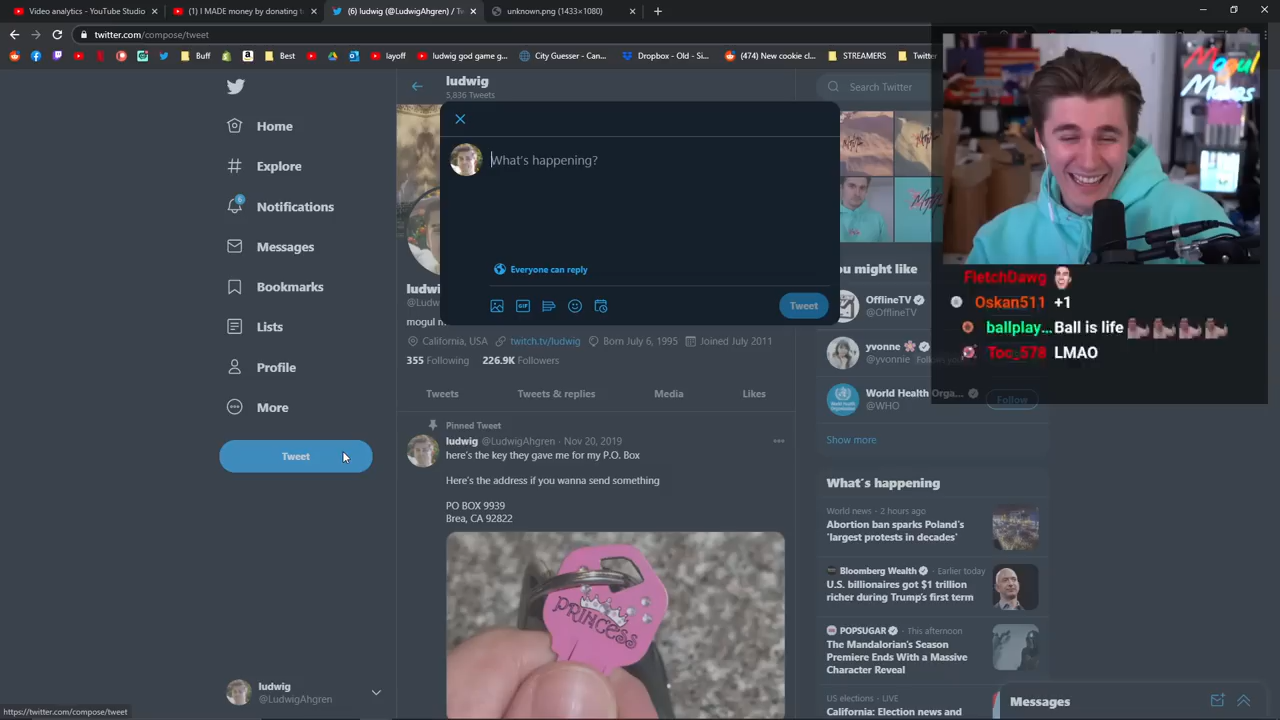 Video analytics - YouTube Studio
(1) I MADE money by donating t
(6) ludwig (@LudwigAhgren) / Tw
unknown.png (1433×1080)
twitter.com/compose/tweet
Buff
Best
layoff
ludwig god game g...
City Guesser - City...
Dropbox - Old - Si...
(474) New cookie cl...
STREAMERS
Twitter
Mogul
Moves
ludwig
5,836 Tweets
Search Twitter
Home
Explore
Notifications
Messages
Bookmarks
Lists
Profile
More
Tweet
What's happening?
Everyone can reply
GIF
Tweet
California, USA
twitch.tv/ludwig
Born July 6, 1995
Joined July 2011
355 Following
226.9K Followers
Tweets
Tweets & replies
Media
Likes
Pinned Tweet
ludwig @LudwigAhgren · Nov 20, 2019
here's the key they gave me for my P.O. Box
Here's the address if you wanna send something
PO BOX 9939
Brea, CA 92822
PRINCESS
ou might like
OfflineTV
@OfflineTV
yvonne
@yvonnie
Follows
World Health Orga...
@WHO
Follow
Show more
FletchDawg
Oskan511 +1
ballplay... Ball is life
LMAO
What's happening
World news · 2 hours ago
Abortion ban sparks Poland's
'largest protests in decades'
Bloomberg Wealth · Earlier today
U.S. billionaires got $1 trillion
richer during Trump's first term
POPSUGAR · This afternoon
The Mandalorian's Season
Premiere Ends With a Massive
Character Reveal
US elections · LIVE
California: Election news and
Messages
ludwig
@LudwigAhgren
https://twitter.com/compose/tweet